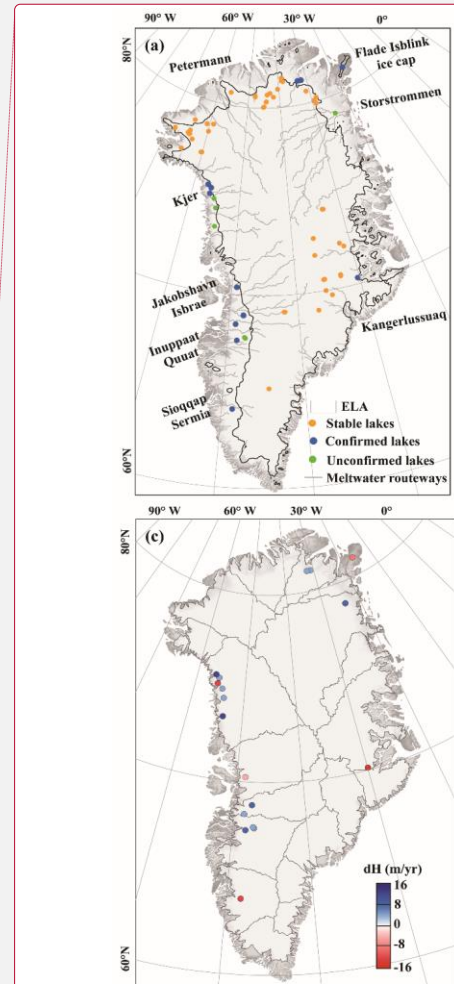 90° W 60° W 30° W 0°
(a)
80° N
Petermann
Flade Isblink
ice cap
Storstrommen
Kjer
Jakobshavn
Isbrae
Inuppaat
Quuat
Kangerlussuaq
Sioqqap
Sermia
ELA
Stable lakes
Confirmed lakes
Unconfirmed lakes
Meltwater routeways
60°N
90° W 60° W 30° W 0°
(c)
80° N
dH (m/yr)
16
8
0
-8
-16
60°N